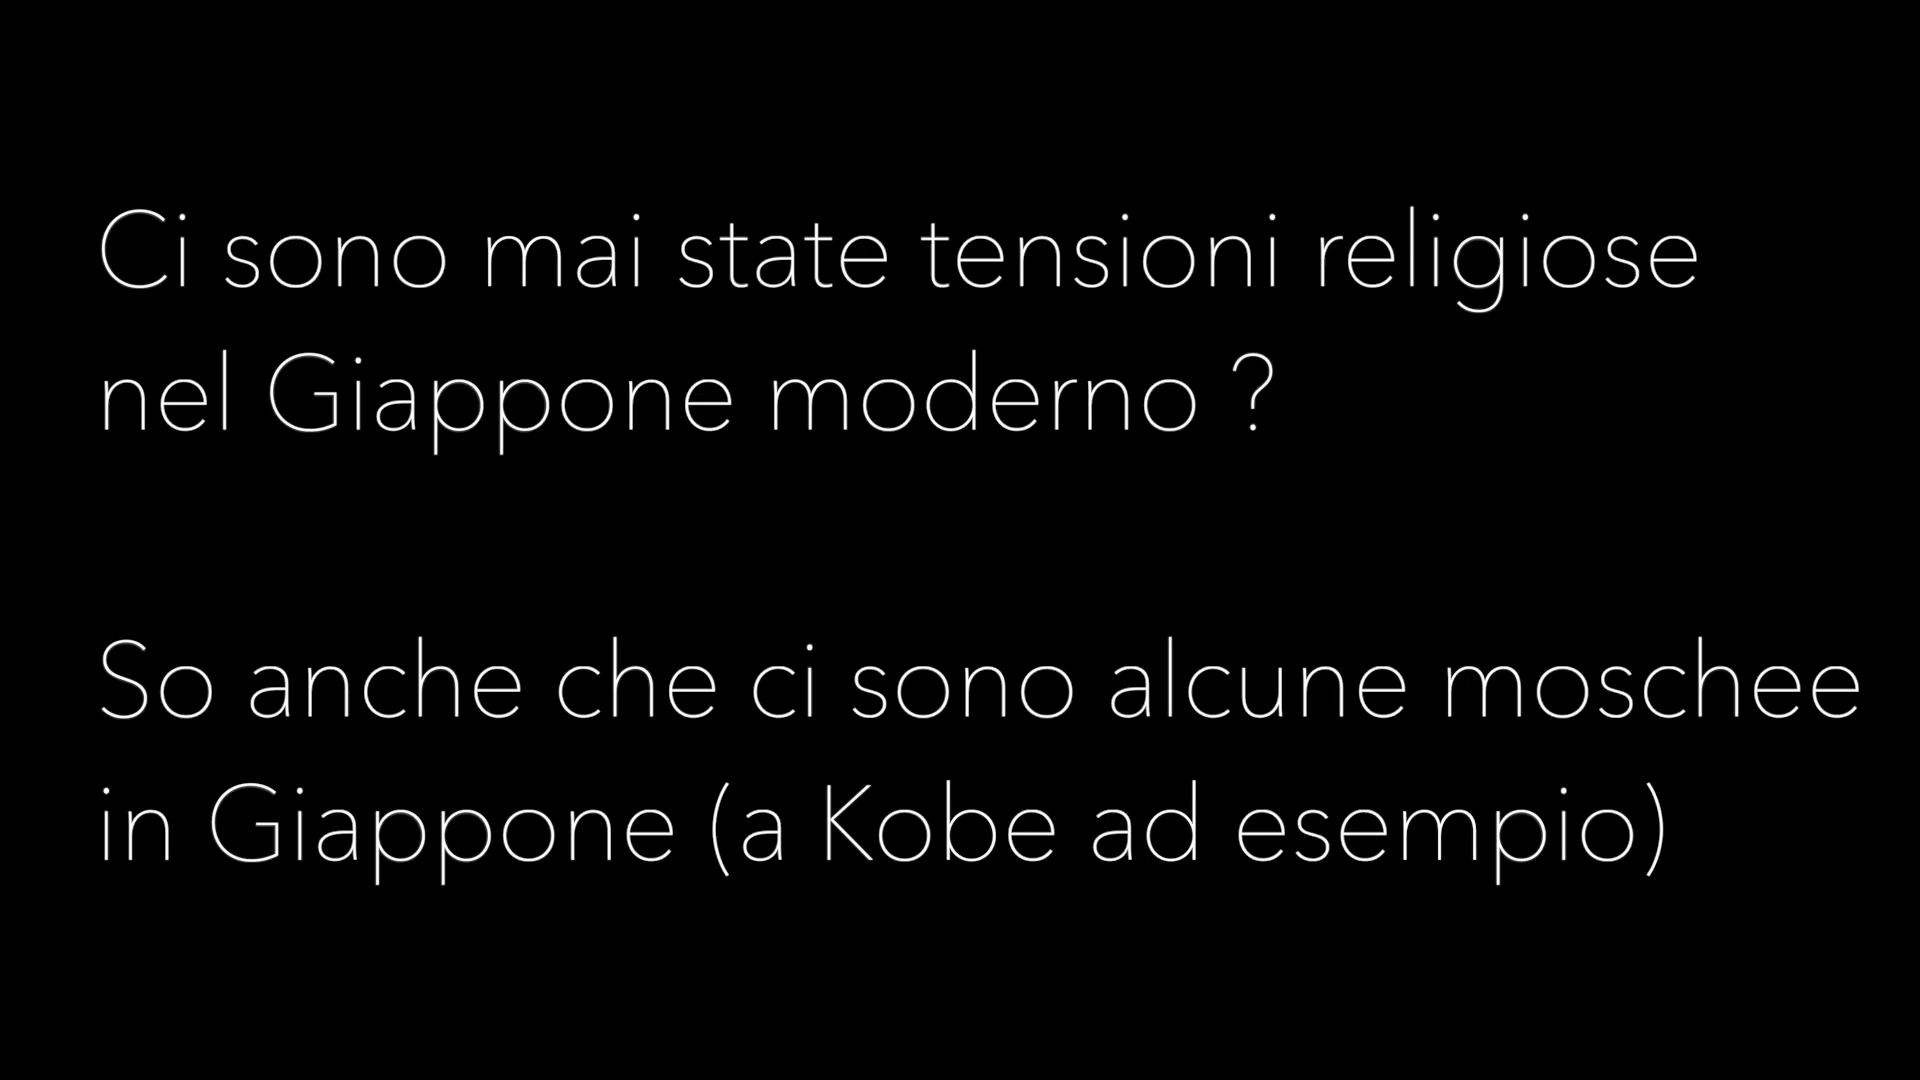 Ci sono mai state tensioni religiose
nel Giappone moderno ?
So anche che ci sono alcune moschee
in Giappone (a Kobe ad esempio)